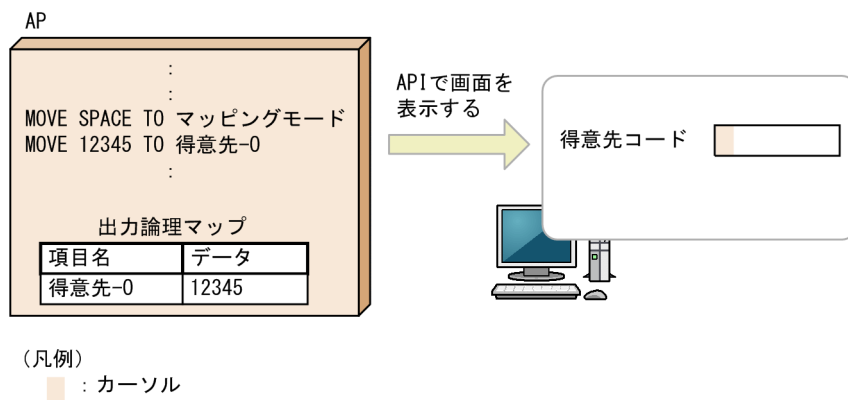 AP
:
:
MOVE SPACE TO マッピングモード
MOVE 12345 TO 得意先-O
:
出力論理マップ
項目名 データ
得意先-O 12345
APIで画面を
表示する
得意先コード
（凡例）
：カーソル